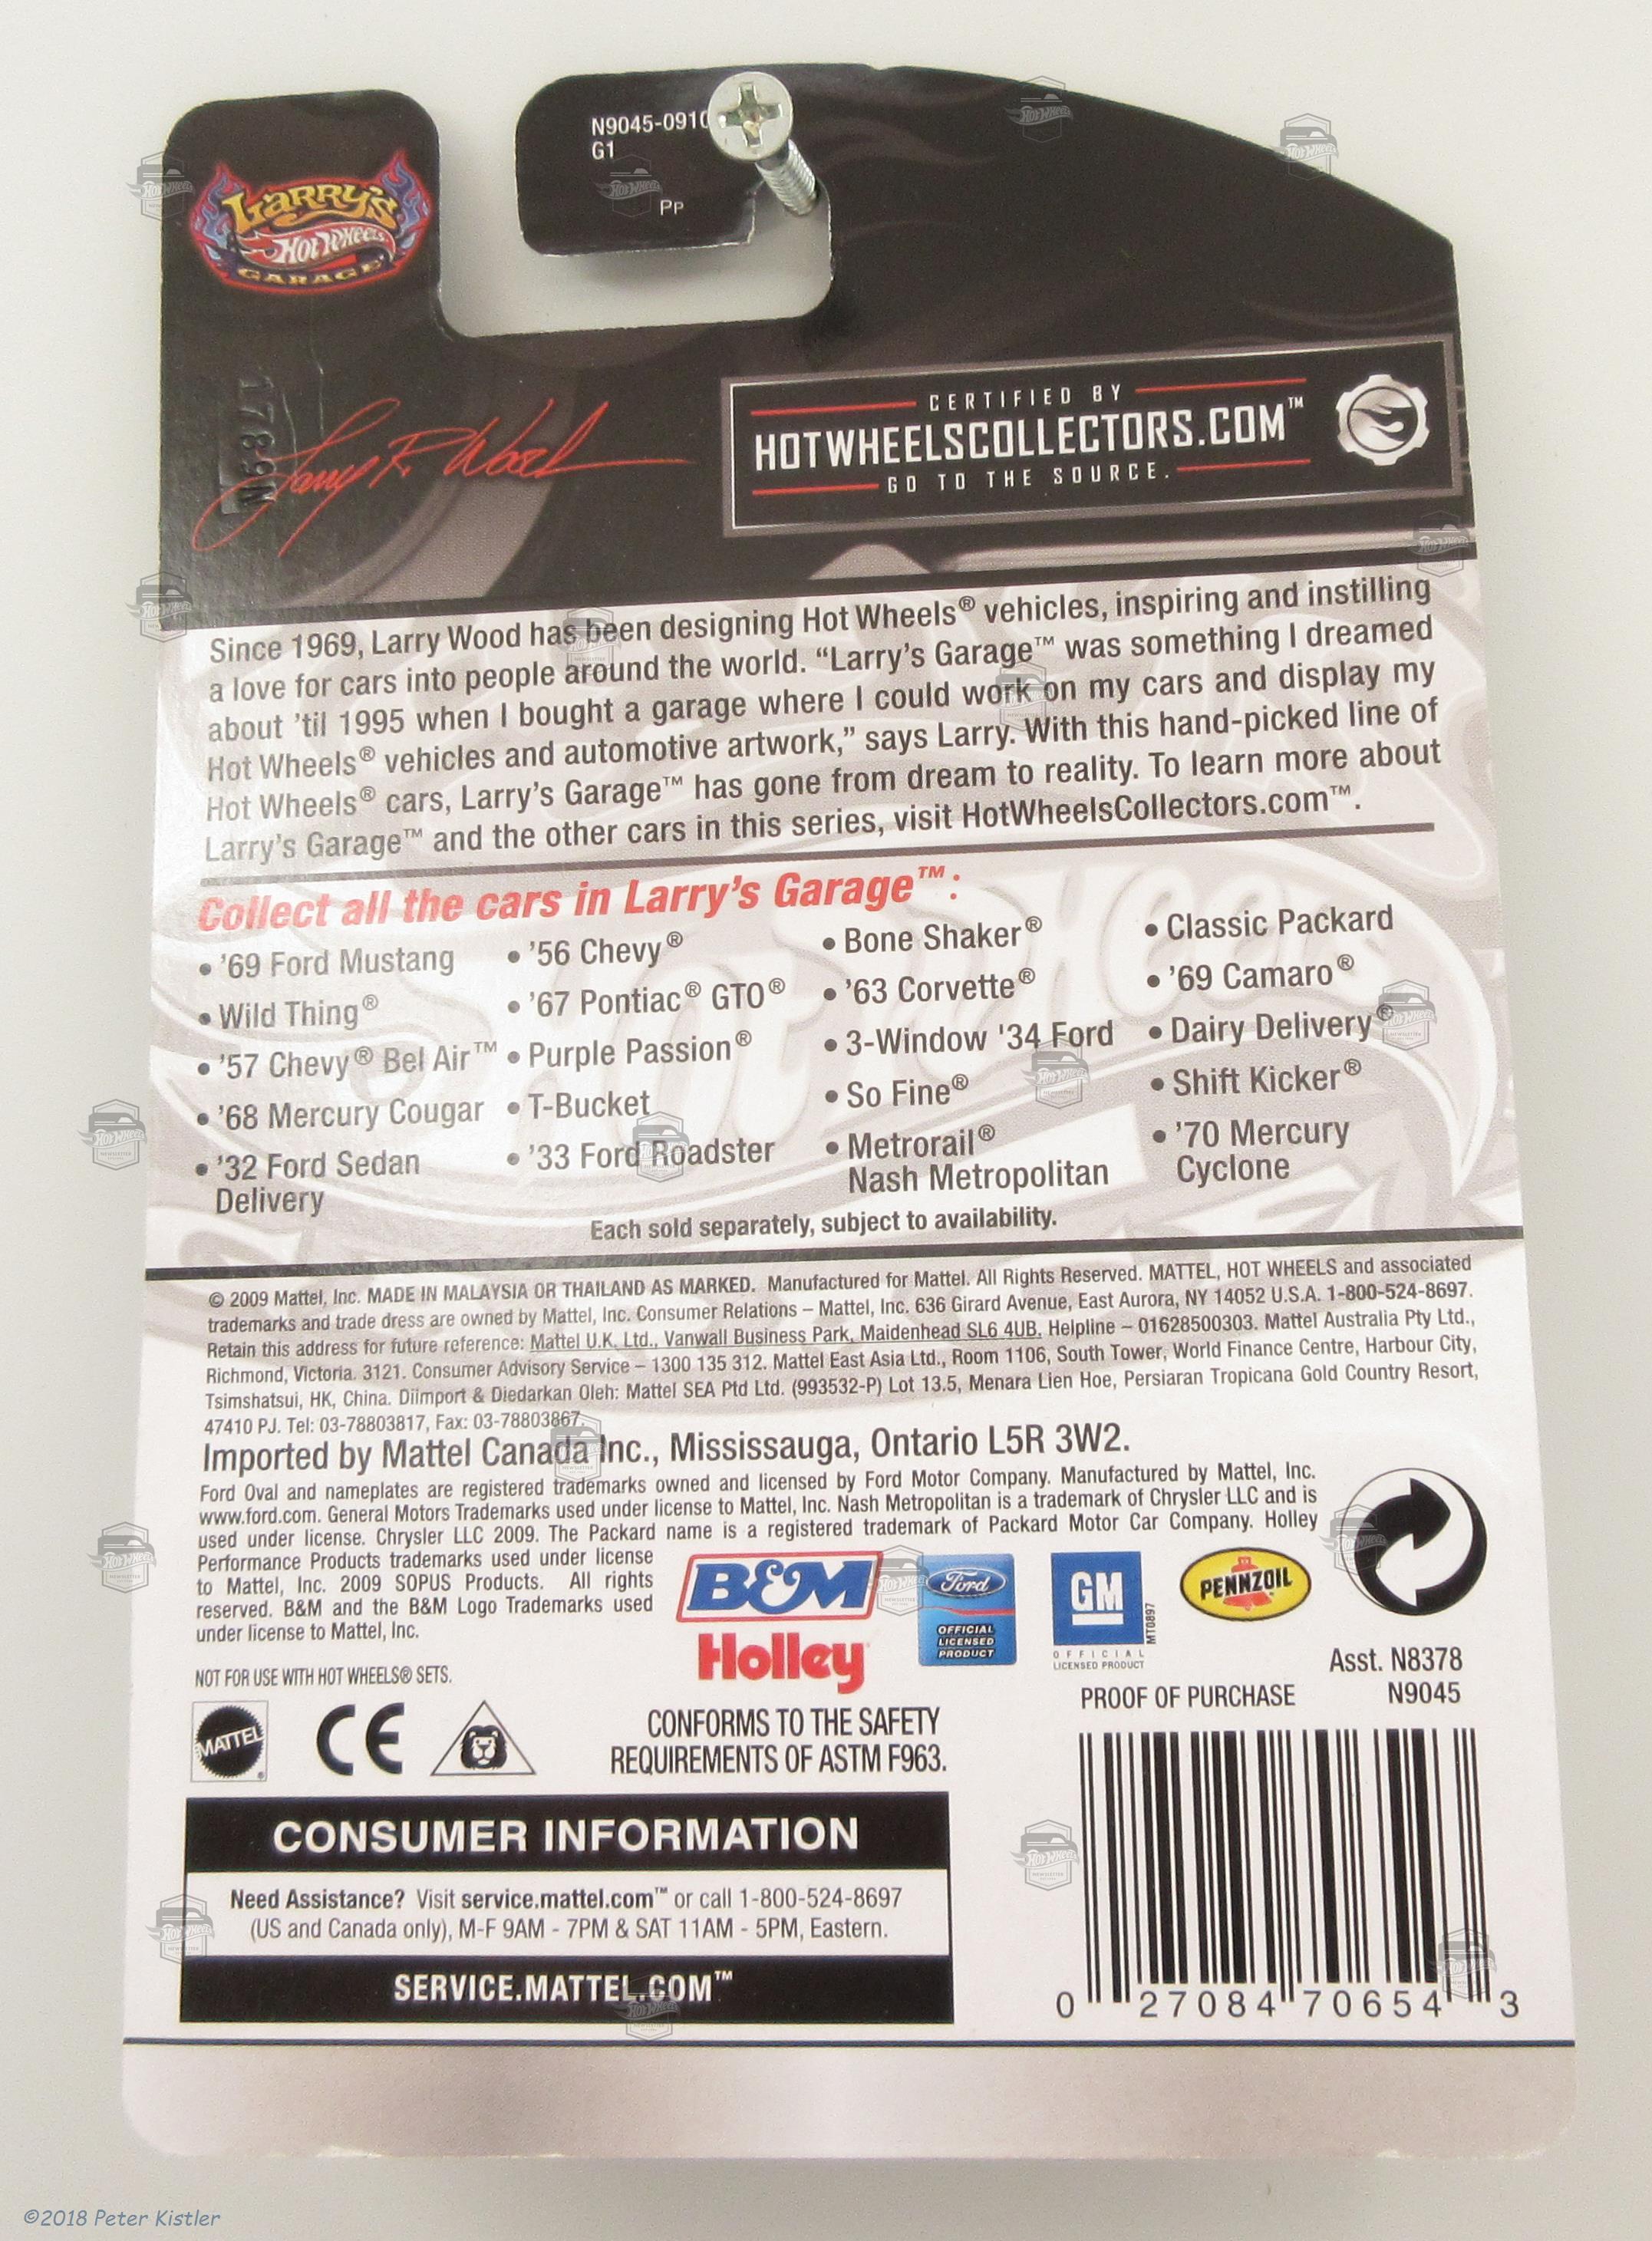 N9045-0910
G1
Pp
Larry's
Hot Wheels
GARAGE
N6821
Larry R. Wood
CERTIFIED BY
HOTWHEELSCOLLECTORS.COM™
GO TO THE SOURCE.
Since 1969, Larry Wood has been designing Hot Wheels® vehicles, inspiring and instilling
a love for cars into people around the world. “Larry’s Garage™ was something I dreamed
about ’til 1995 when I bought a garage where I could work on my cars and display my
Hot Wheels® vehicles and automotive artwork,” says Larry. With this hand-picked line of
Hot Wheels® cars, Larry’s Garage™ has gone from dream to reality. To learn more about
Larry’s Garage™ and the other cars in this series, visit HotWheelsCollectors.com™.
Collect all the cars in Larry’s Garage™:
• ’69 Ford Mustang
• Wild Thing®
• ’57 Chevy® Bel Air™
• ’68 Mercury Cougar
• ’32 Ford Sedan
Delivery
• ’56 Chevy®
• ’67 Pontiac® GTO®
• Purple Passion®
• T-Bucket
• ’33 Ford Roadster
• Bone Shaker®
• ’63 Corvette®
• 3-Window '34 Ford
• So Fine®
• Metrorail®
Nash Metropolitan
• Classic Packard
• ’69 Camaro®
• Dairy Delivery®
• Shift Kicker®
• ’70 Mercury
Cyclone
Each sold separately, subject to availability.
© 2009 Mattel, Inc. MADE IN MALAYSIA OR THAILAND AS MARKED. Manufactured for Mattel. All Rights Reserved. MATTEL, HOT WHEELS and associated
trademarks and trade dress are owned by Mattel, Inc. Consumer Relations – Mattel, Inc. 636 Girard Avenue, East Aurora, NY 14052 U.S.A. 1-800-524-8697.
Retain this address for future reference: Mattel U.K. Ltd., Vanwall Business Park, Maidenhead SL6 4UB. Helpline – 01628500303. Mattel Australia Pty Ltd.,
Richmond, Victoria. 3121. Consumer Advisory Service – 1300 135 312. Mattel East Asia Ltd., Room 1106, South Tower, World Finance Centre, Harbour City,
Tsimshatsui, HK, China. Diimport & Diedarkan Oleh: Mattel SEA Ptd Ltd. (993532-P) Lot 13.5, Menara Lien Hoe, Persiaran Tropicana Gold Country Resort,
47410 PJ. Tel: 03-78803817, Fax: 03-78803867.
Imported by Mattel Canada Inc., Mississauga, Ontario L5R 3W2.
Ford Oval and nameplates are registered trademarks owned and licensed by Ford Motor Company. Manufactured by Mattel, Inc.
www.ford.com. General Motors Trademarks used under license to Mattel, Inc. Nash Metropolitan is a trademark of Chrysler LLC and is
used under license. Chrysler LLC 2009. The Packard name is a registered trademark of Packard Motor Car Company. Holley
Performance Products trademarks used under license
to Mattel, Inc. 2009 SOPUS Products. All rights
reserved. B&M and the B&M Logo Trademarks used
under license to Mattel, Inc.
B&M
Holley
Ford
OFFICIAL
LICENSED
PRODUCT
GM
MT0897
OFFICIAL
LICENSED PRODUCT
PENNZOIL
NOT FOR USE WITH HOT WHEELS® SETS.
MATTEL®
CE
CONFORMS TO THE SAFETY
REQUIREMENTS OF ASTM F963.
PROOF OF PURCHASE
Asst. N8378
N9045
CONSUMER INFORMATION
Need Assistance? Visit service.mattel.com™ or call 1-800-524-8697
(US and Canada only), M-F 9AM - 7PM & SAT 11AM - 5PM, Eastern.
SERVICE.MATTEL.COM™
0 27084 70654 3
©2018 Peter Kistler